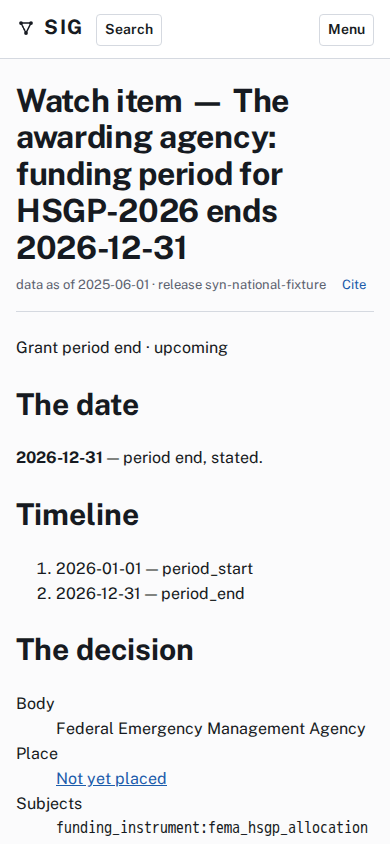 SIG
Search
Menu
Watch item — The
awarding agency:
funding period for
HSGP-2026 ends
2026-12-31
data as of 2025-06-01 · release syn-national-fixture
Cite
Grant period end · upcoming
The date
2026-12-31 — period end, stated.
Timeline
1. 2026-01-01 — period_start
2. 2026-12-31 — period_end
The decision
Body
Federal Emergency Management Agency
Place
Not yet placed
Subjects
funding_instrument:fema_hsgp_allocation